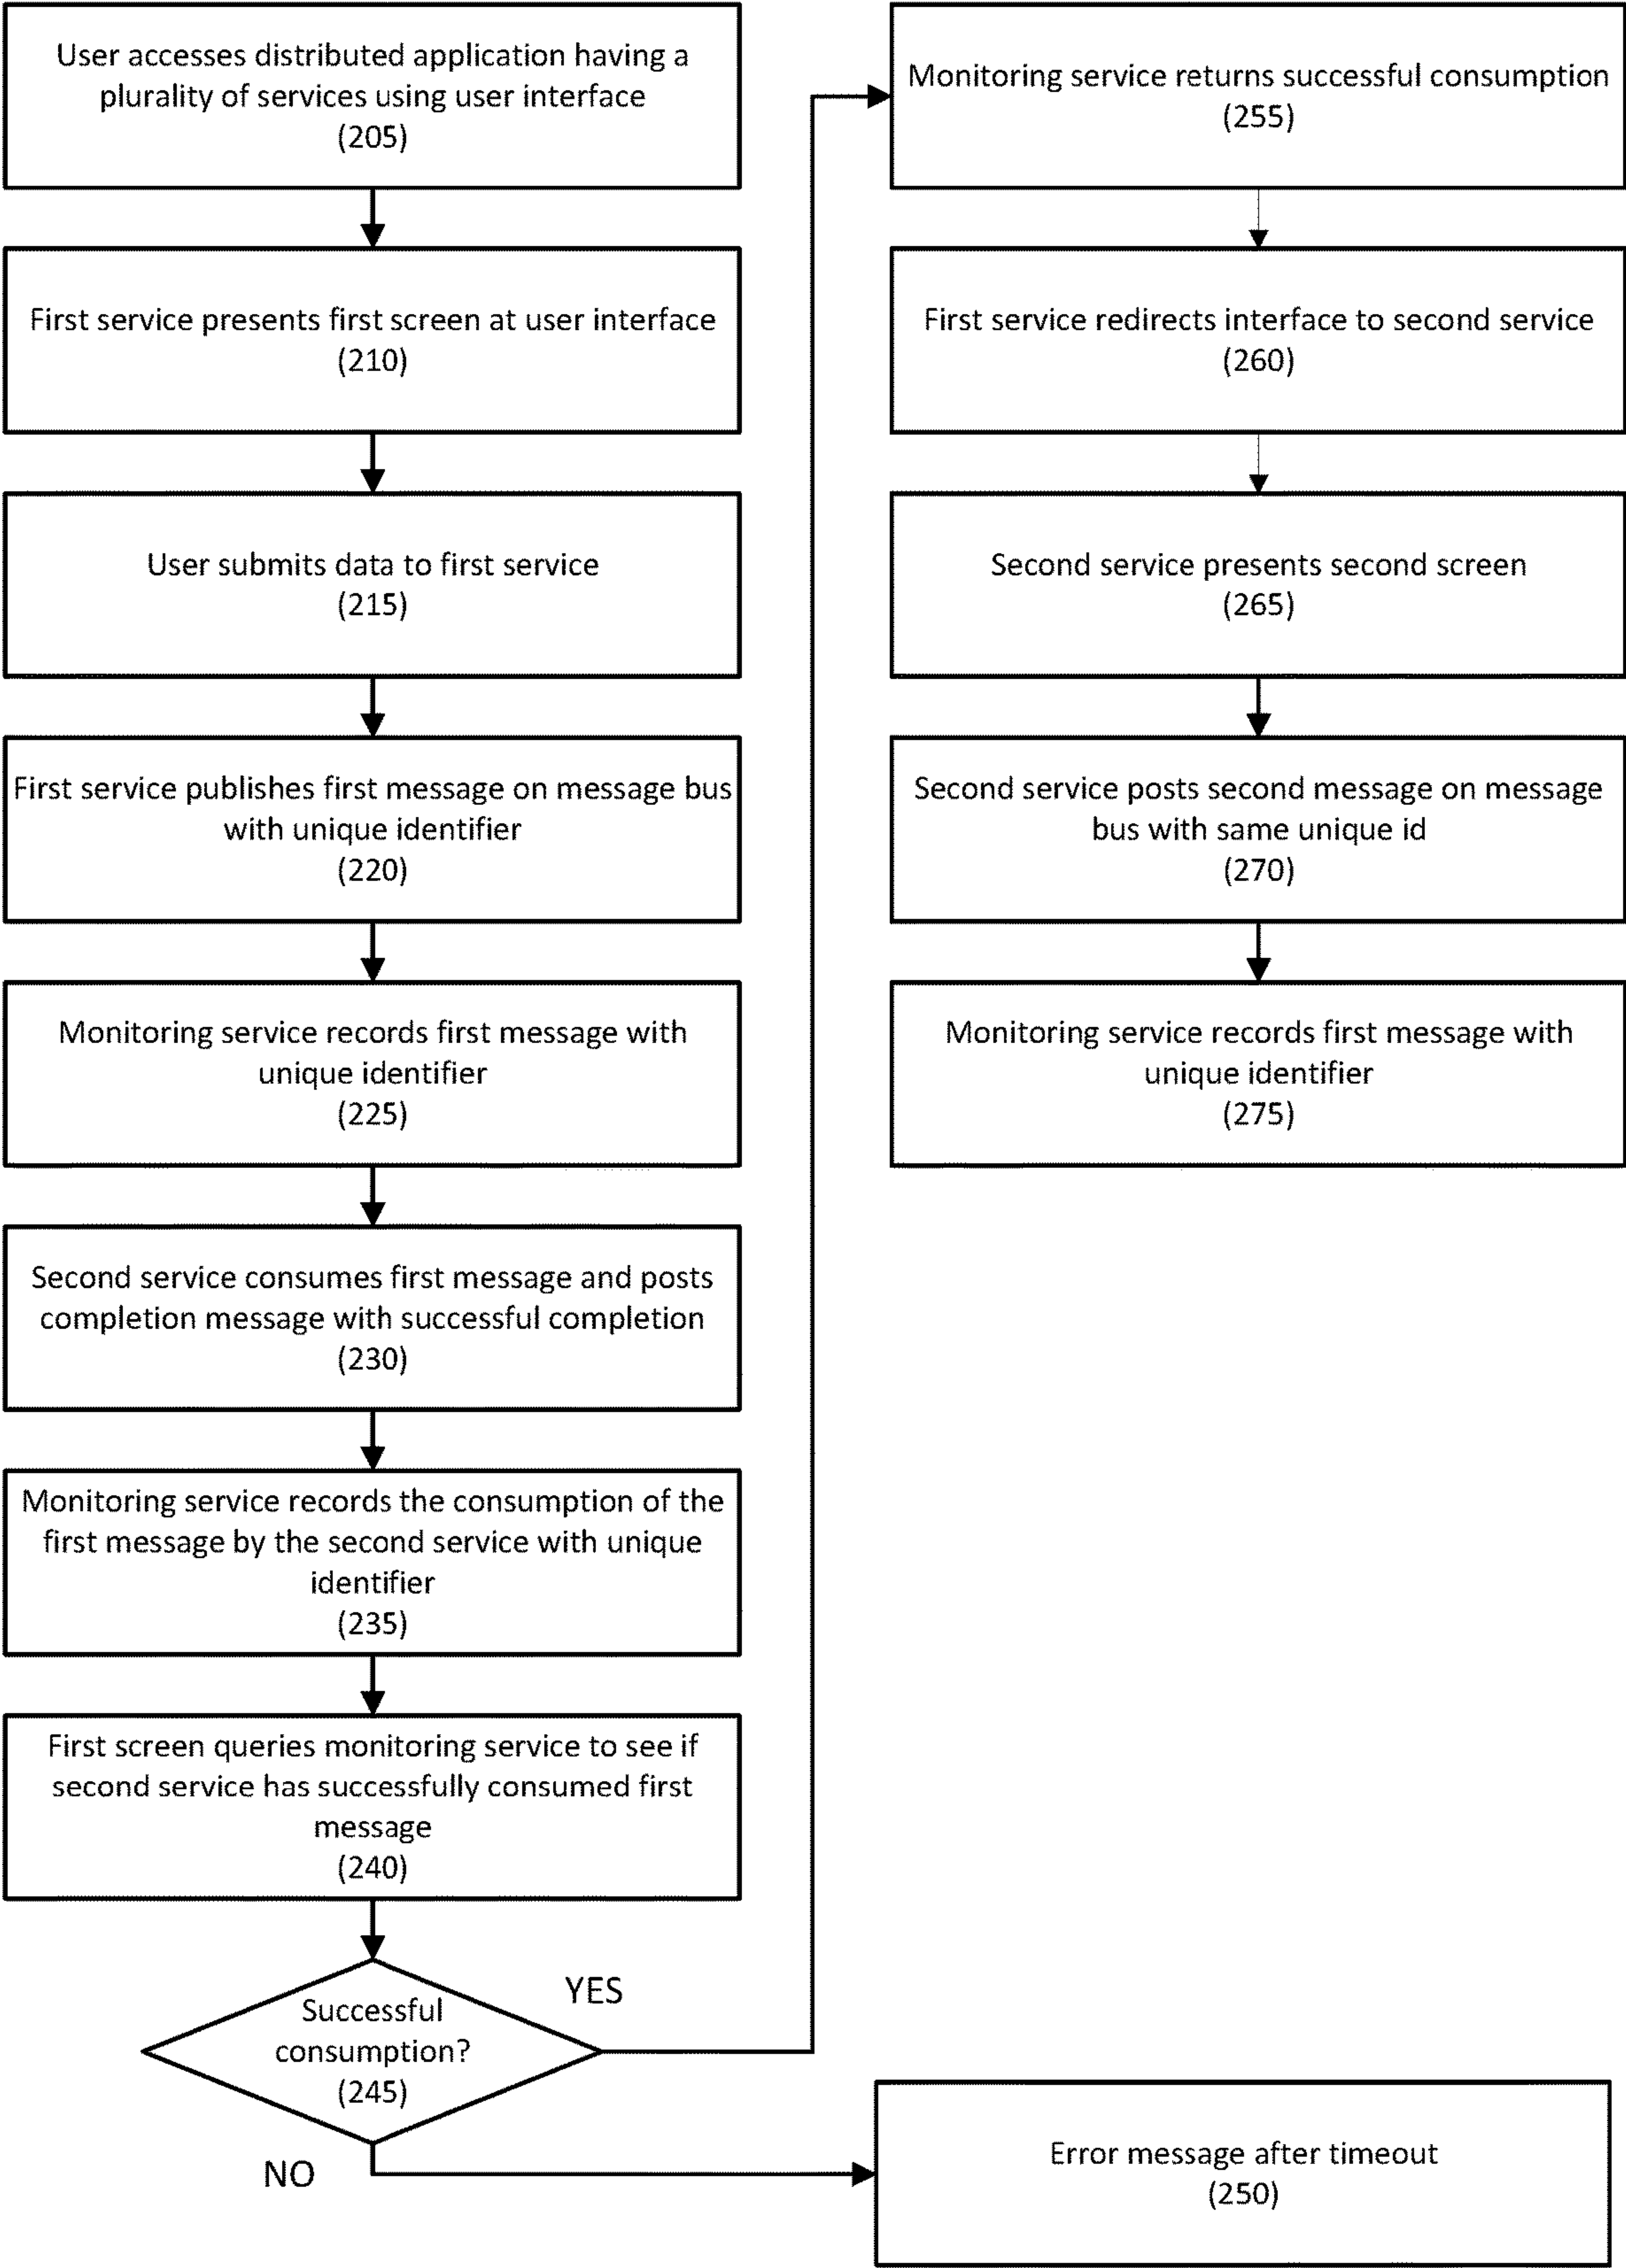 User accesses distributed application having a
plurality of services using user interface
(205)
First service presents first screen at user interface
(210)
User submits data to first service
(215)
First service publishes first message on message bus
with unique identifier
(220)
Monitoring service records first message with
unique identifier
(225)
Second service consumes first message and posts
completion message with successful completion
(230)
Monitoring service records the consumption of the
first message by the second service with unique
identifier
(235)
First screen queries monitoring service to see if
second service has successfully consumed first
message
(240)
Successful
consumption?
(245)
YES
NO
Error message after timeout
(250)
Monitoring service returns successful consumption
(255)
First service redirects interface to second service
(260)
Second service presents second screen
(265)
Second service posts second message on message
bus with same unique id
(270)
Monitoring service records first message with
unique identifier
(275)